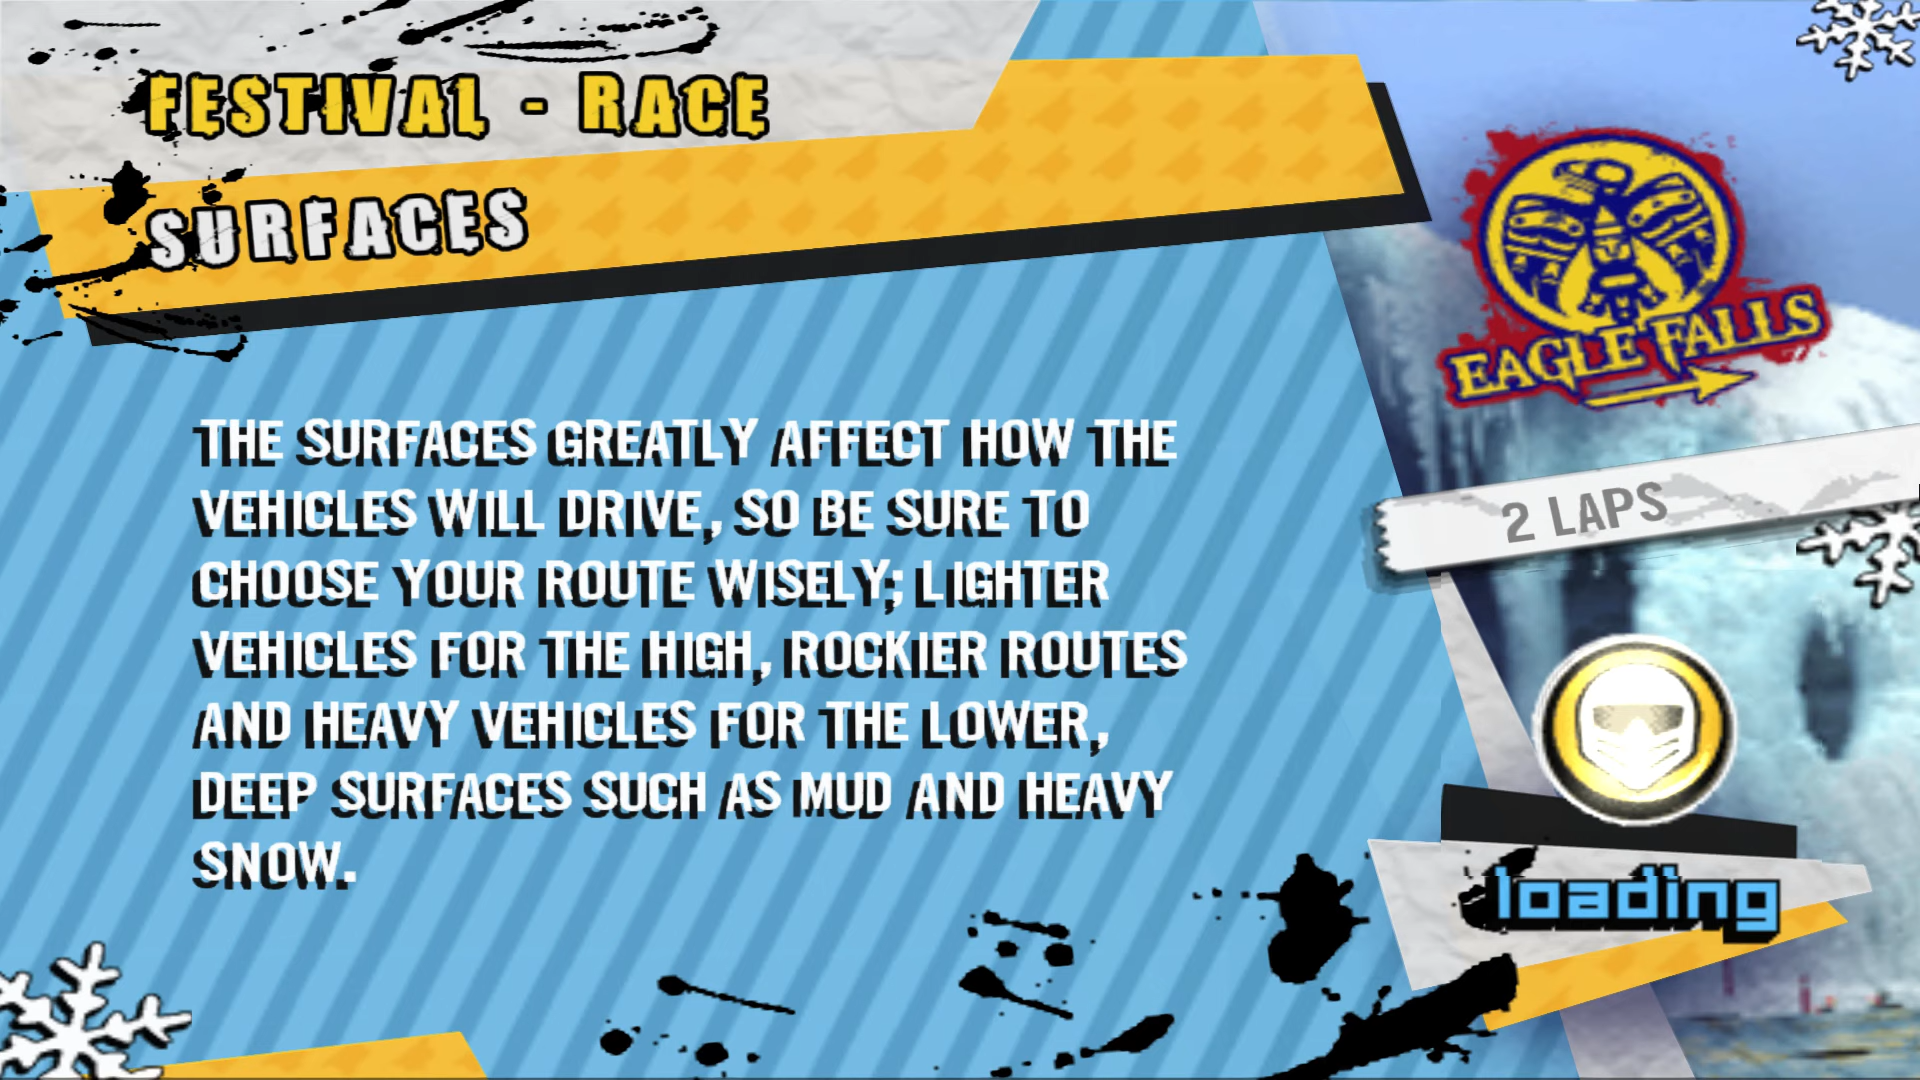 FESTIVAL - RACE
SURFACES
THE SURFACES GREATLY AFFECT HOW THE
VEHICLES WILL DRIVE, SO BE SURE TO
CHOOSE YOUR ROUTE WISELY; LIGHTER
VEHICLES FOR THE HIGH, ROCKIER ROUTES
AND HEAVY VEHICLES FOR THE LOWER,
DEEP SURFACES SUCH AS MUD AND HEAVY
SNOW.
EAGLE FALLS
2 LAPS
loading